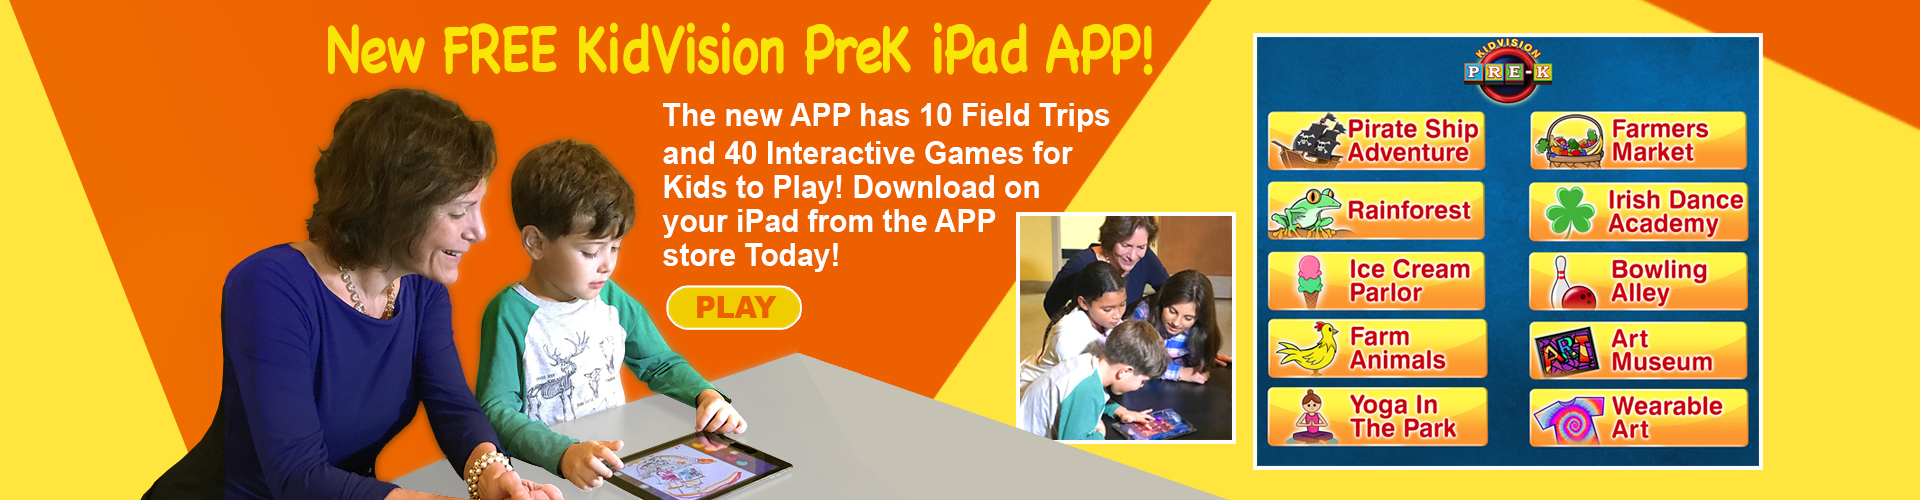 New FREE KidVision PreK iPad APP!
The new APP has 10 Field Trips
and 40 Interactive Games for
Kids to Play! Download on
your iPad from the APP
store Today!
PLAY
KIDVISION
PRE-K
Pirate Ship
Adventure
Farmers
Market
Rainforest
Irish Dance
Academy
Ice Cream
Parlor
Bowling
Alley
Farm
Animals
ART
Art
Museum
Yoga In
The Park
Wearable
Art